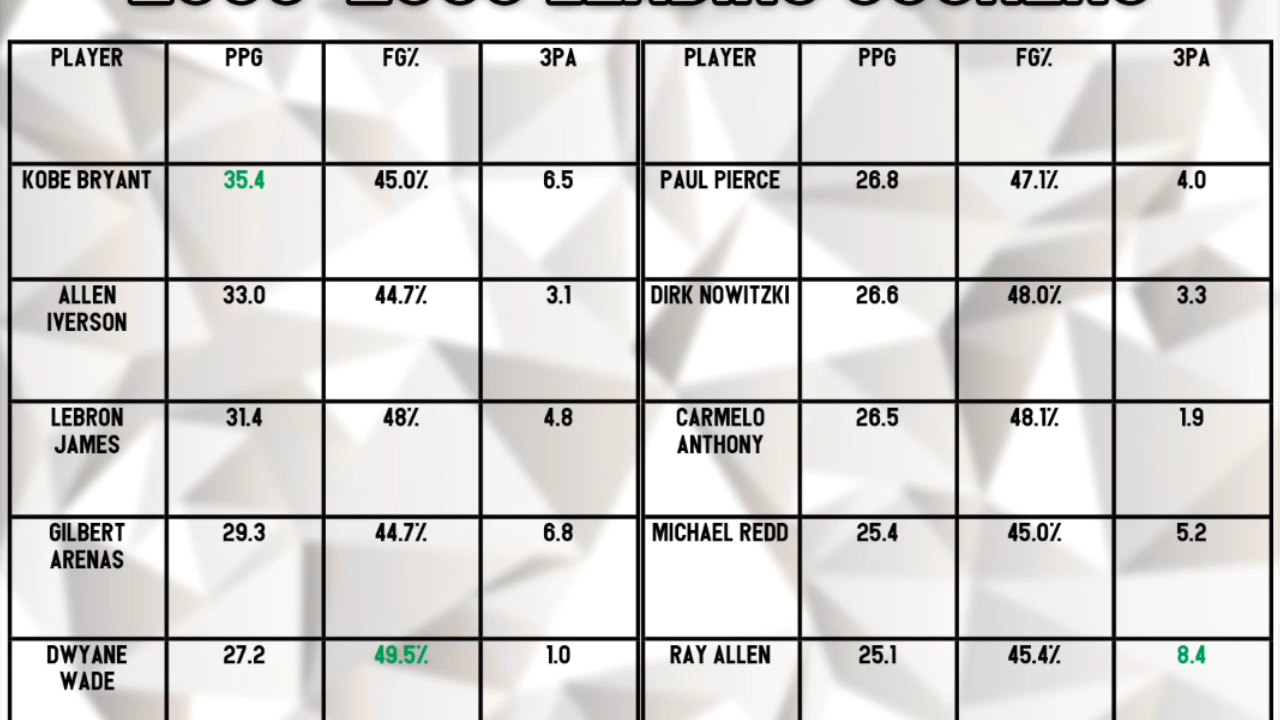 PLAYER PPG FG% 3PA PLAYER PPG FG% 3PA
KOBE BRYANT 35.4 45.0% 6.5 PAUL PIERCE 26.8 47.1% 4.0
ALLEN 33.0 44.7% 3.1 DIRK NOWITZKI 26.6 48.0% 3.3
IVERSON
LEBRON 31.4 48% 4.8 CARMELO 26.5 48.1% 1.9
JAMES ANTHONY
GILBERT 29.3 44.7% 6.8 MICHAEL REDD 25.4 45.0% 5.2
ARENAS
DWYANE 27.2 49.5% 1.0 RAY ALLEN 25.1 45.4% 8.4
WADE